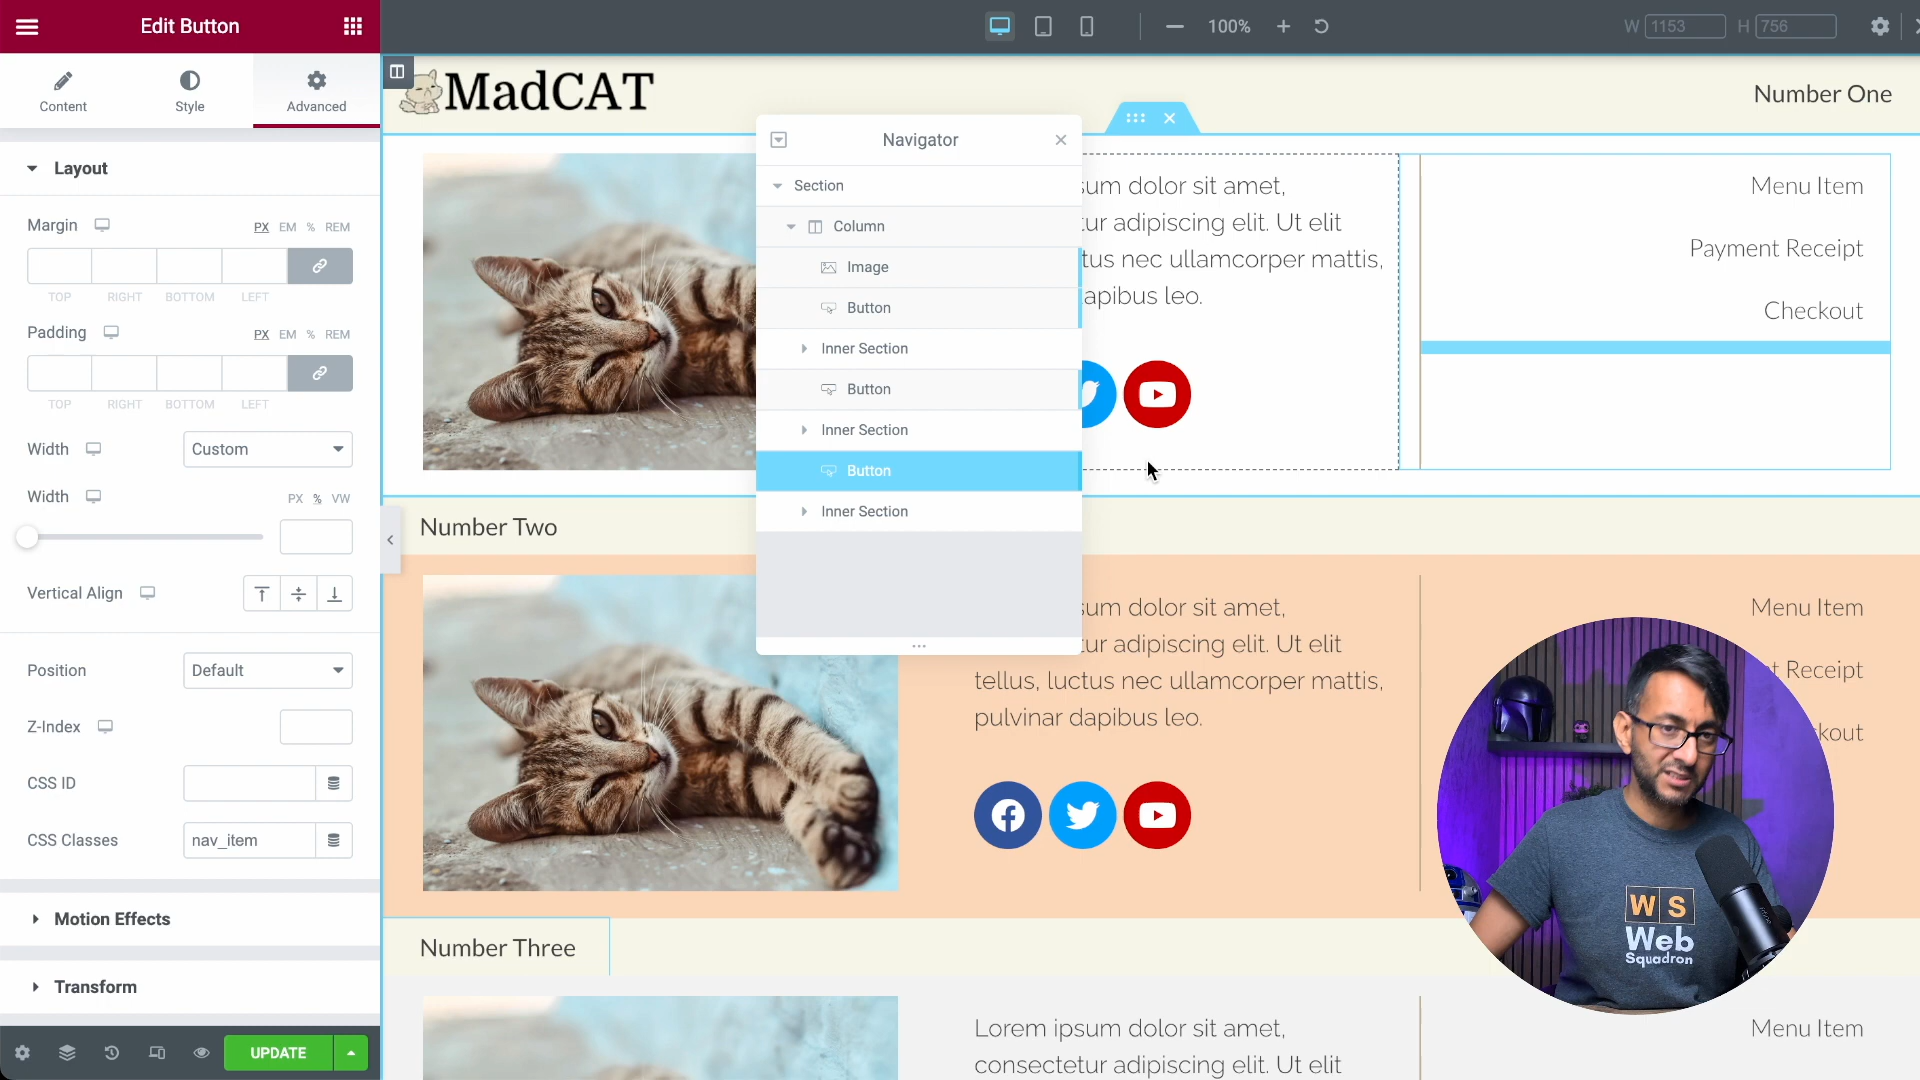 Edit Button
100%
W 1153 H 756
Content
Style
Advanced
MadCAT
Number One
Layout
Navigator
Margin
PX EM % REM
TOP RIGHT BOTTOM LEFT
Padding
PX EM % REM
TOP RIGHT BOTTOM LEFT
Width
Custom
Width
PX % VW
Vertical Align
Position
Default
Z-Index
CSS ID
CSS Classes
nav_item
Motion Effects
Transform
UPDATE
Section
Column
Image
Button
Inner Section
Button
Inner Section
Button
Inner Section
sum dolor sit amet,
tur adipiscing elit. Ut elit
tus nec ullamcorper mattis,
apibus leo.
Menu Item
Payment Receipt
Checkout
Number Two
sum dolor sit amet,
tur adipiscing elit. Ut elit
tellus, luctus nec ullamcorper mattis,
pulvinar dapibus leo.
Menu Item
t Receipt
kout
W S
Web
Squadron
Number Three
Lorem ipsum dolor sit amet,
consectetur adipiscing elit. Ut elit
Menu Item